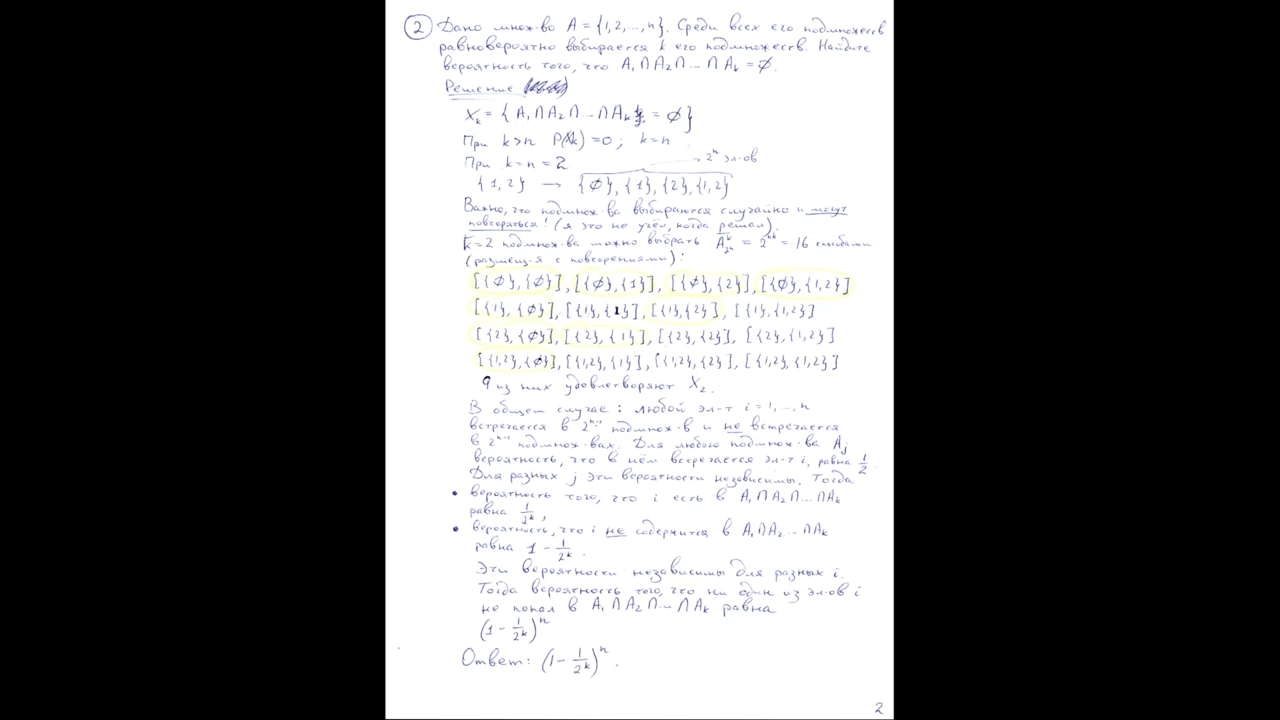 2 Дано множ-во A = {1,2,...,n}. Среди всех его подмножеств
равновероятно выбирается k его подмножеств. Найдите
вероятность того, что A₁∩A₂∩...∩Aₖ = ∅.
Решение
Xₖ = {A₁∩A₂∩...∩Aₖ = ∅}
При k>n P(Xₖ)=0; k=n
При k=n=2 → 2ⁿ эл-ов
{1,2} → {∅}, {1}, {2}, {1,2}
Важно, что подмнож-ва выбираются случайно и могут
повторяться! (я это не учёл, когда решал).
k=2 подмнож-ва можно выбрать A̅ᵏ₂ₙ = 2ⁿᵏ = 16 способами
(размещ-я с повторениями):
[{∅},{∅}], [{∅},{1}], [{∅},{2}], [{∅},{1,2}]
[{1},{∅}], [{1},{1}], [{1},{2}], [{1},{1,2}]
[{2},{∅}], [{2},{1}], [{2},{2}], [{2},{1,2}]
[{1,2},{∅}], [{1,2},{1}], [{1,2},{2}], [{1,2},{1,2}]
9 из них удовлетворяют X₂.
В общем случае: любой эл-т i=1,...,n
встречается в 2ⁿ⁻¹ подмнож-в и не встречается
в 2ⁿ⁻¹ подмнож-вах. Для любого подмнож-ва Aⱼ
вероятность, что в нём встречается эл-т i, равна 1/2.
Для разных j эти вероятности независимы. Тогда
• вероятность того, что i есть в A₁∩A₂∩...∩Aₖ
равна 1/2ᵏ,
• вероятность, что i не содержится в A₁∩A₂...∩Aₖ
равна 1 - 1/2ᵏ.
Эти вероятности независимы для разных i.
Тогда вероятность того, что ни один из эл-ов i
не попал в A₁∩A₂∩...∩Aₖ равна
(1 - 1/2ᵏ)ⁿ
Ответ: (1 - 1/2ᵏ)ⁿ.
2